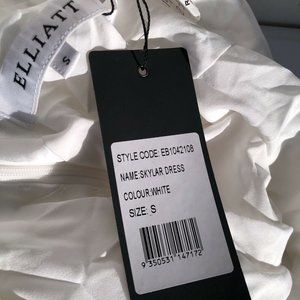 ELLIATT
S
STYLE CODE: EB1042108
NAME:SKYLAR DRESS
COLOUR:WHITE
SIZE: S
9 350531 147172